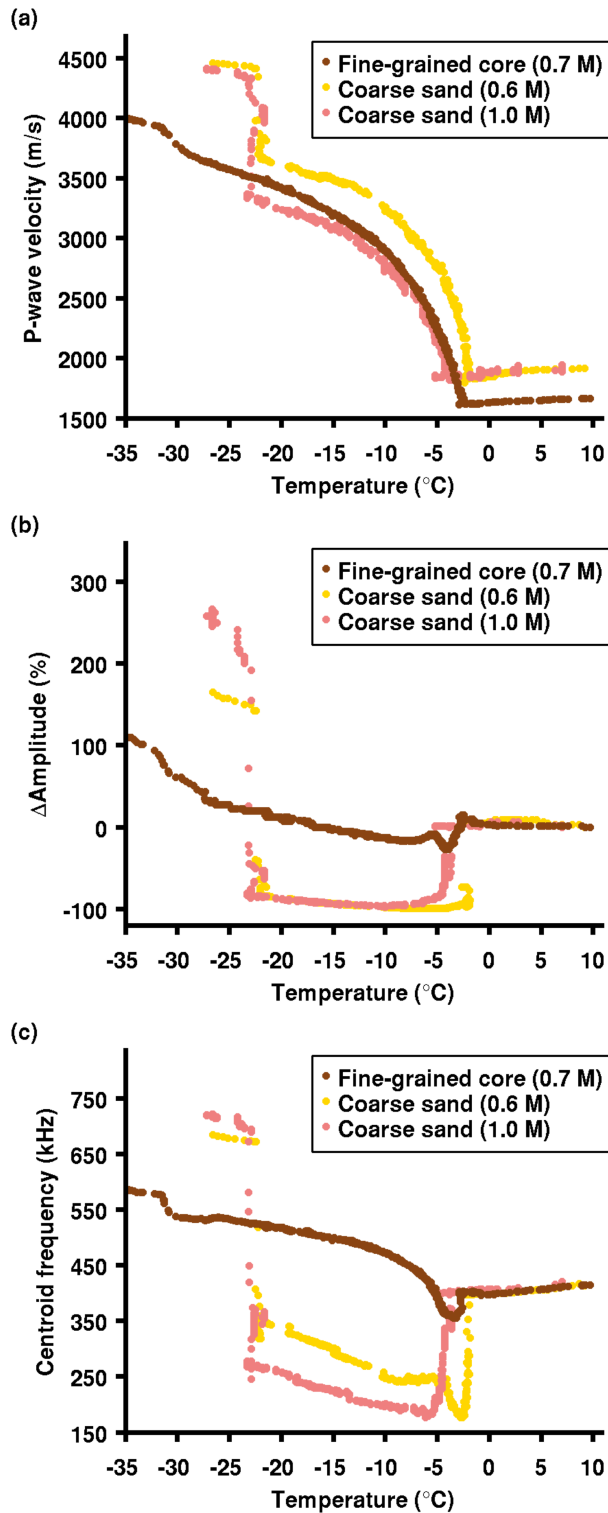 (a)
4500
4000
3500
3000
2500
2000
1500
P-wave velocity (m/s)
Fine-grained core (0.7 M)
Coarse sand (0.6 M)
Coarse sand (1.0 M)
-35 -30 -25 -20 -15 -10 -5 0 5 10
Temperature (°C)
(b)
300
200
100
0
-100
ΔAmplitude (%)
Fine-grained core (0.7 M)
Coarse sand (0.6 M)
Coarse sand (1.0 M)
-35 -30 -25 -20 -15 -10 -5 0 5 10
Temperature (°C)
(c)
750
650
550
450
350
250
150
Centroid frequency (kHz)
Fine-grained core (0.7 M)
Coarse sand (0.6 M)
Coarse sand (1.0 M)
-35 -30 -25 -20 -15 -10 -5 0 5 10
Temperature (°C)